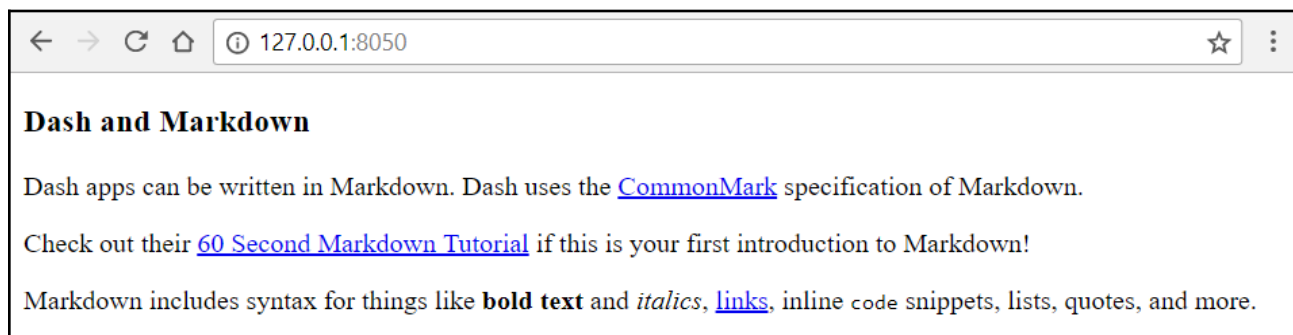 127.0.0.1:8050
Dash and Markdown
Dash apps can be written in Markdown. Dash uses the CommonMark specification of Markdown.
Check out their 60 Second Markdown Tutorial if this is your first introduction to Markdown!
Markdown includes syntax for things like bold text and italics, links, inline code snippets, lists, quotes, and more.